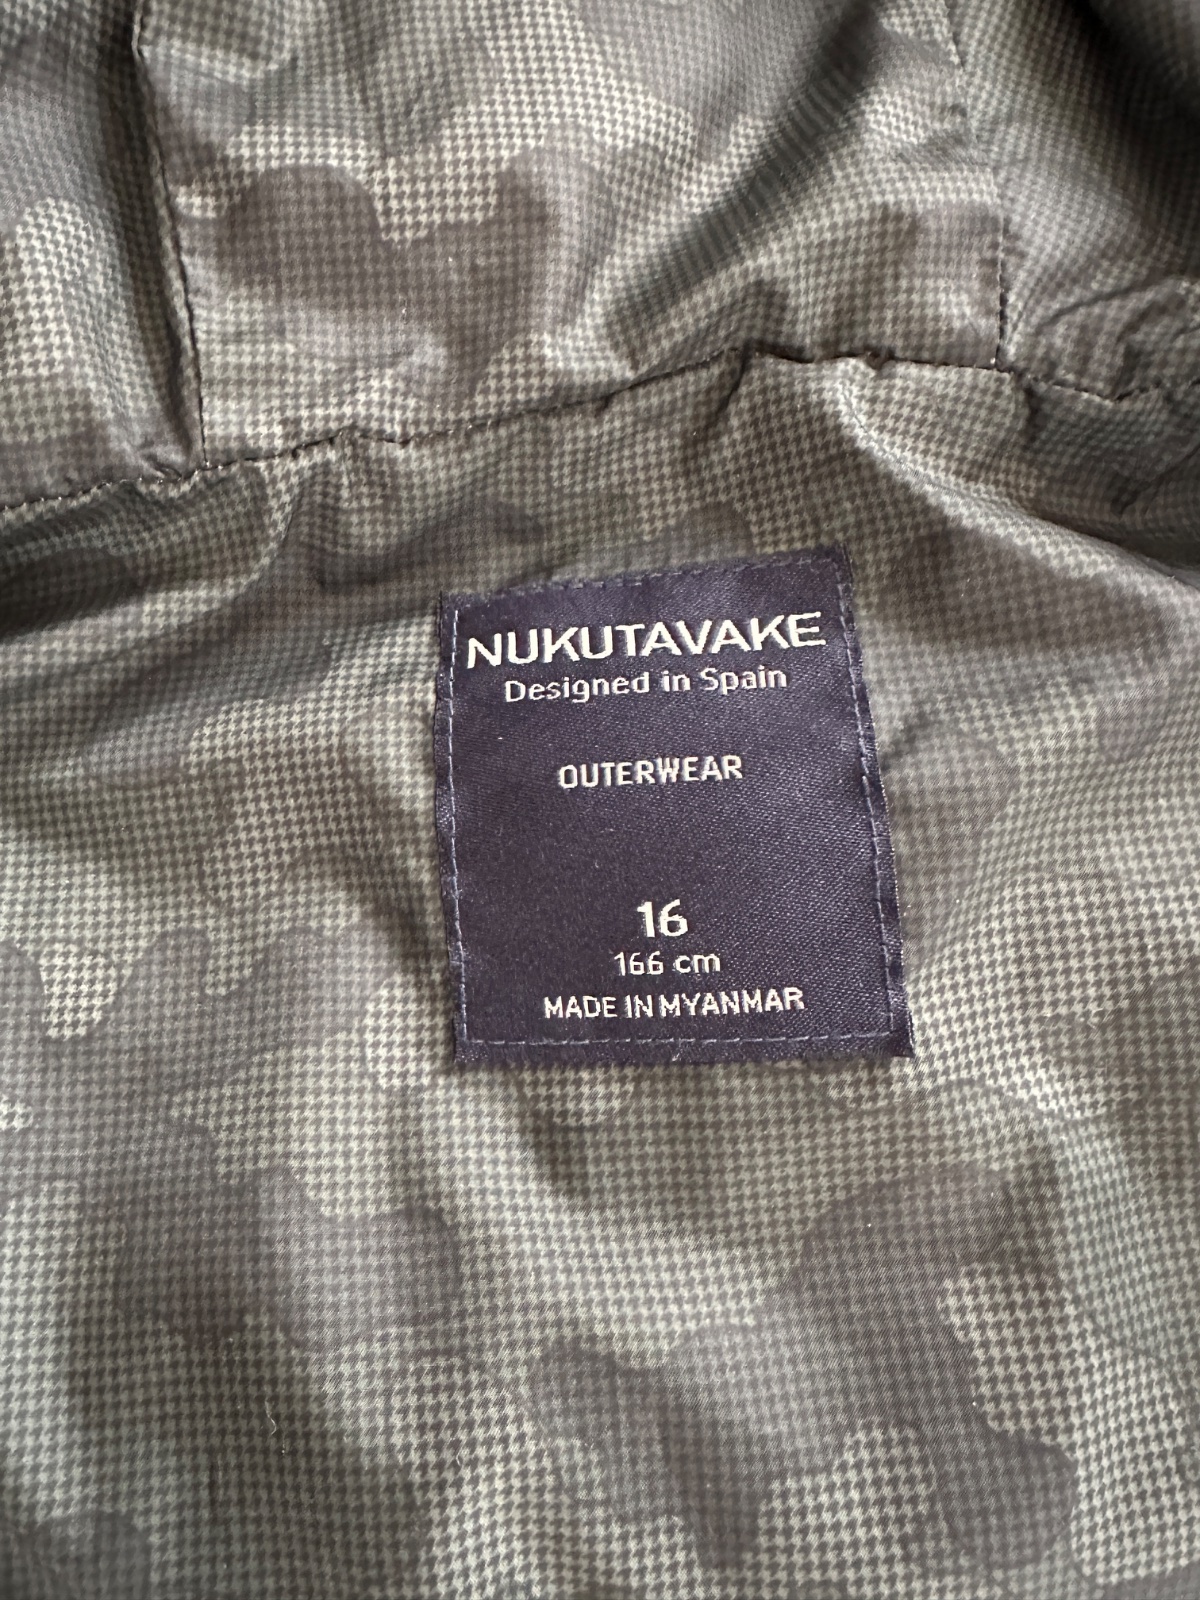 NUKUTAVAKE
Designed in Spain
OUTERWEAR
16
166 cm
MADE IN MYANMAR